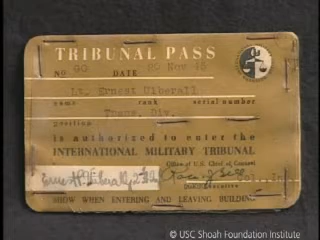 TRIBUNAL PASS
No 90 DATE 29 Nov 45
Lt. Ernest Uiberall
name rank serial number
Trans. Div.
position
is authorized to enter the
INTERNATIONAL MILITARY TRIBUNAL
Office of U.S. Chief of Counsel
SHOW WHEN ENTERING AND LEAVING BUILDING
© USC Shoah Foundation Institute